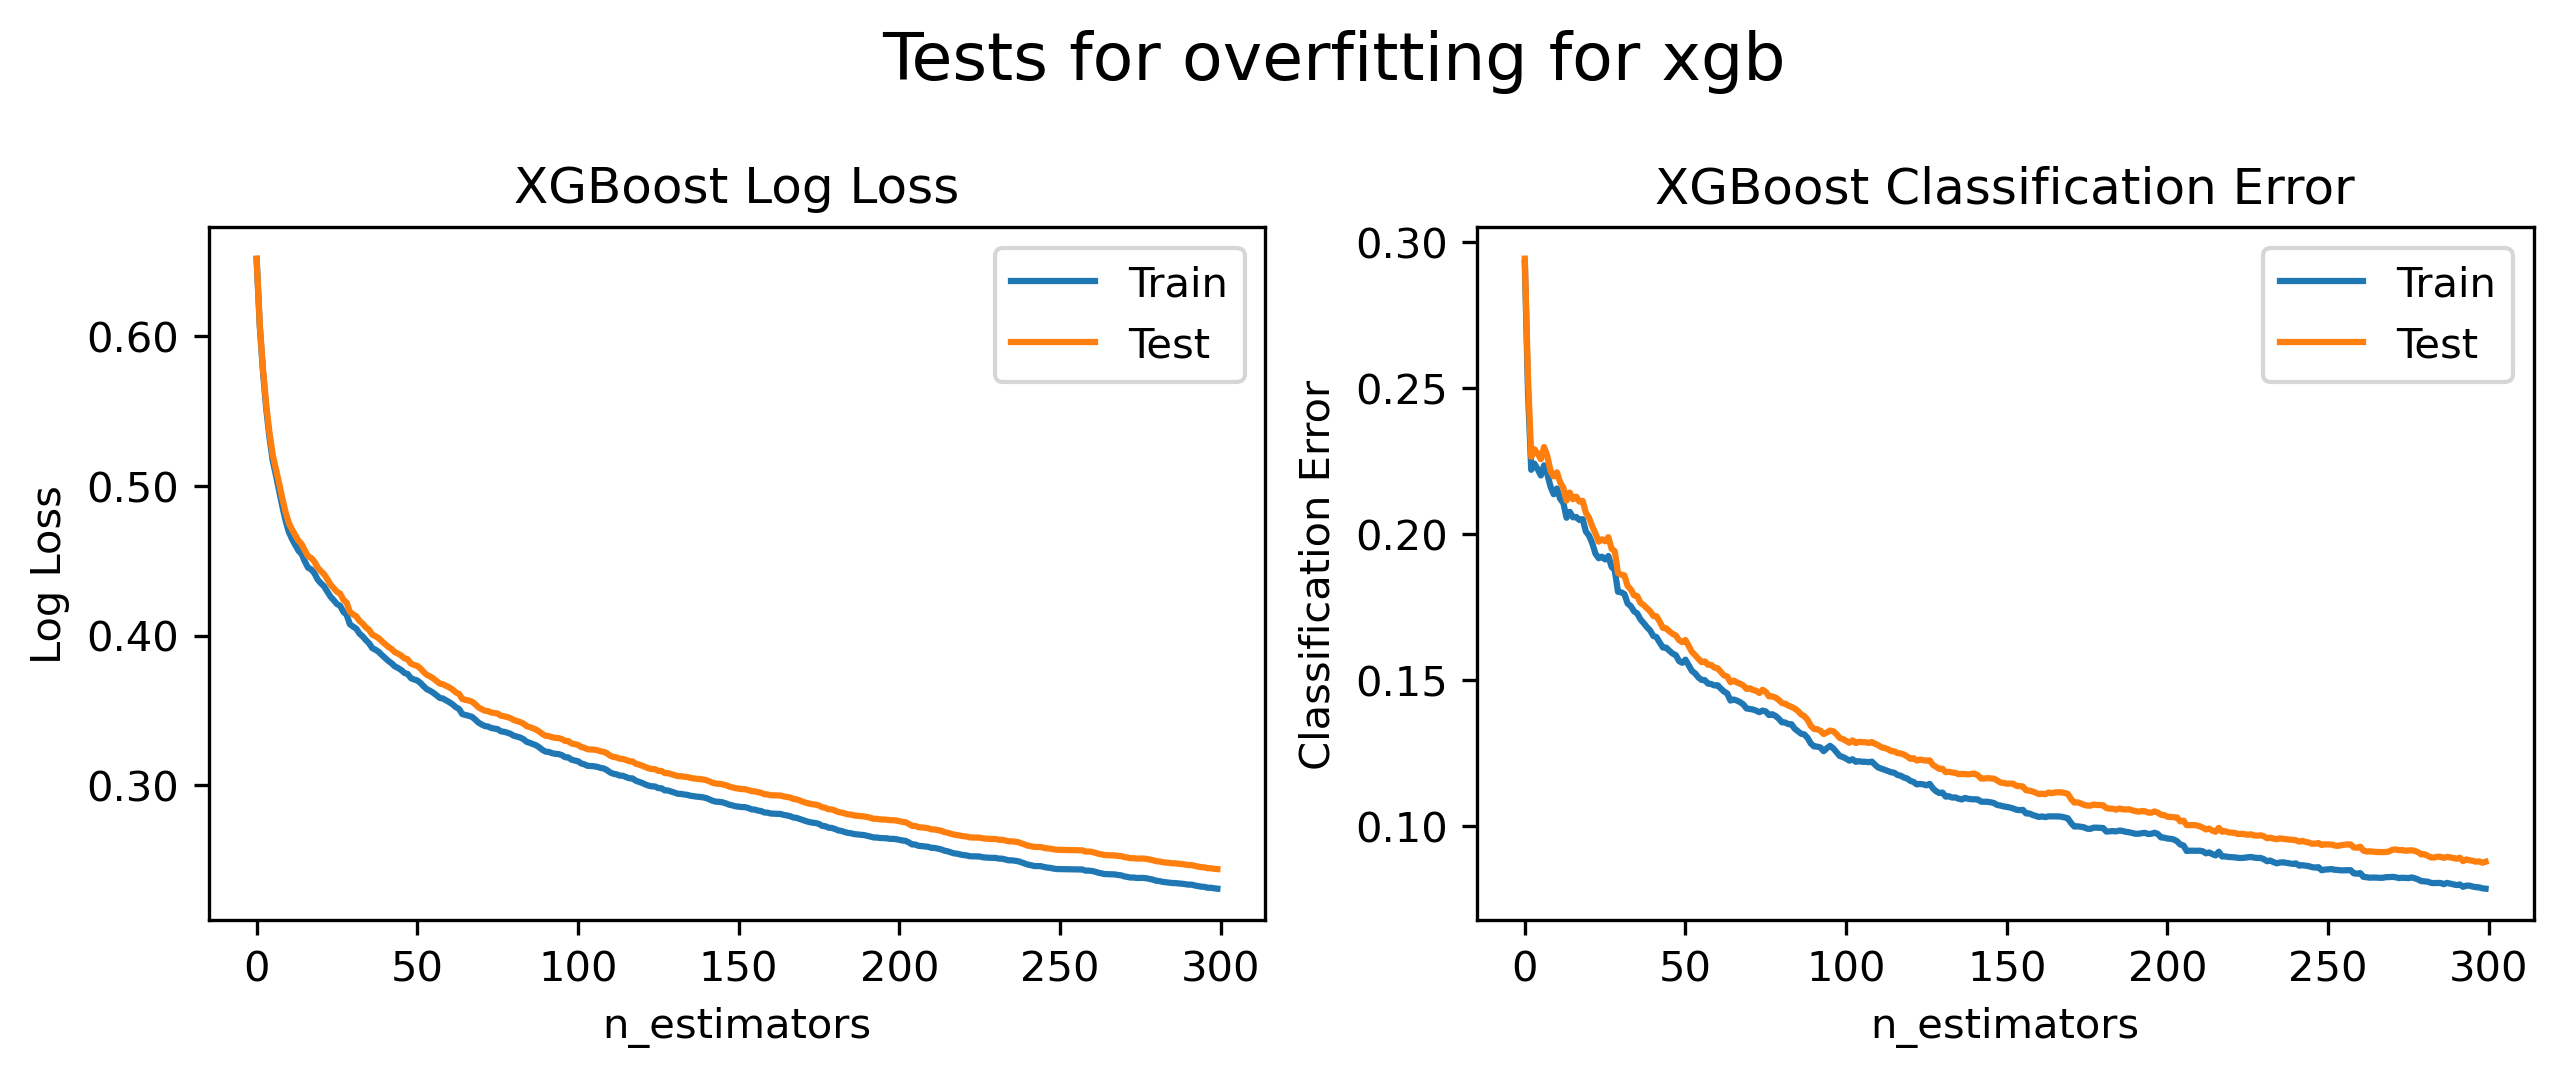 Tests for overfitting for xgb
XGBoost Log Loss
Log Loss
0.60
0.50
0.40
0.30
Train
Test
0 50 100 150 200 250 300
n_estimators
XGBoost Classification Error
Classification Error
0.30
0.25
0.20
0.15
0.10
Train
Test
0 50 100 150 200 250 300
n_estimators